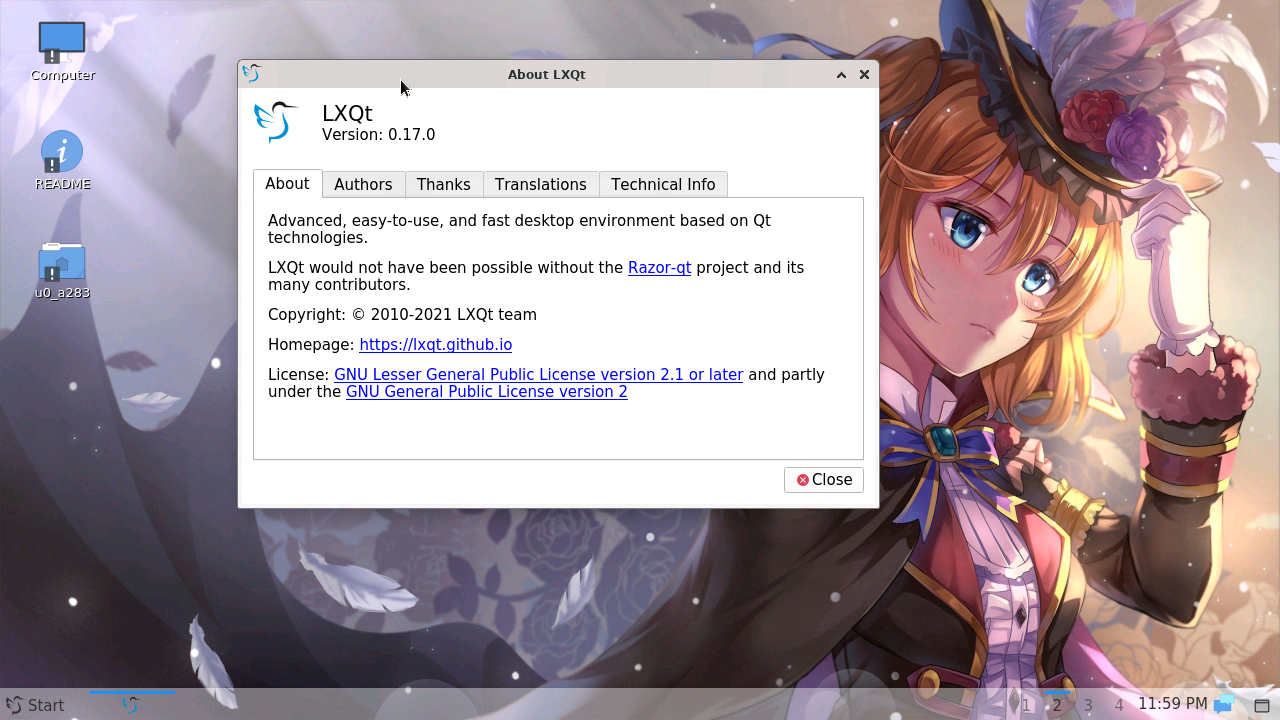 Computer
README
u0_a283
About LXQt
LXQt
Version: 0.17.0
About
Authors
Thanks
Translations
Technical Info
Advanced, easy-to-use, and fast desktop environment based on Qt
technologies.
LXQt would not have been possible without the Razor-qt project and its
many contributors.
Copyright: © 2010-2021 LXQt team
Homepage: https://lxqt.github.io
License: GNU Lesser General Public License version 2.1 or later and partly
under the GNU General Public License version 2
Close
Start
1 2 3 4 11:59 PM